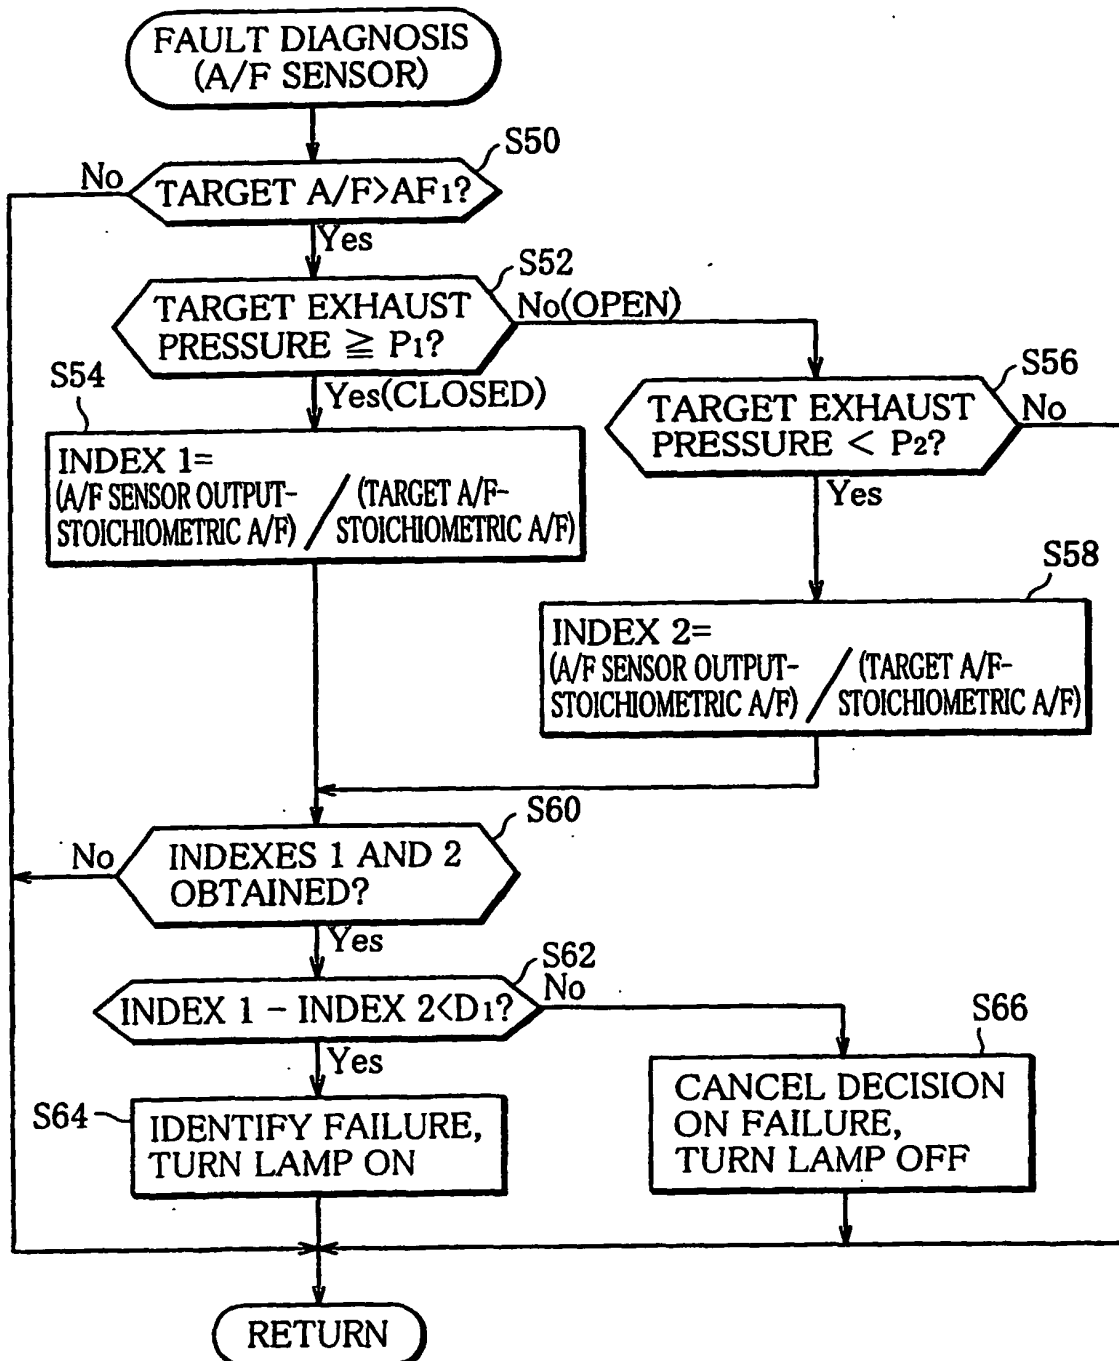 FAULT DIAGNOSIS
(A/F SENSOR)
S50
No
TARGET A/F>AF1?
Yes
S52
TARGET EXHAUST
PRESSURE ≧ P1?
No(OPEN)
S54
Yes(CLOSED)
S56
TARGET EXHAUST
PRESSURE < P2?
No
INDEX 1=
(A/F SENSOR OUTPUT-
STOICHIOMETRIC A/F)
/
(TARGET A/F-
STOICHIOMETRIC A/F)
Yes
S58
INDEX 2=
(A/F SENSOR OUTPUT-
STOICHIOMETRIC A/F)
/
(TARGET A/F-
STOICHIOMETRIC A/F)
S60
No
INDEXES 1 AND 2
OBTAINED?
Yes
S62
INDEX 1 - INDEX 2<D1?
No
Yes
S66
S64
IDENTIFY FAILURE,
TURN LAMP ON
CANCEL DECISION
ON FAILURE,
TURN LAMP OFF
RETURN